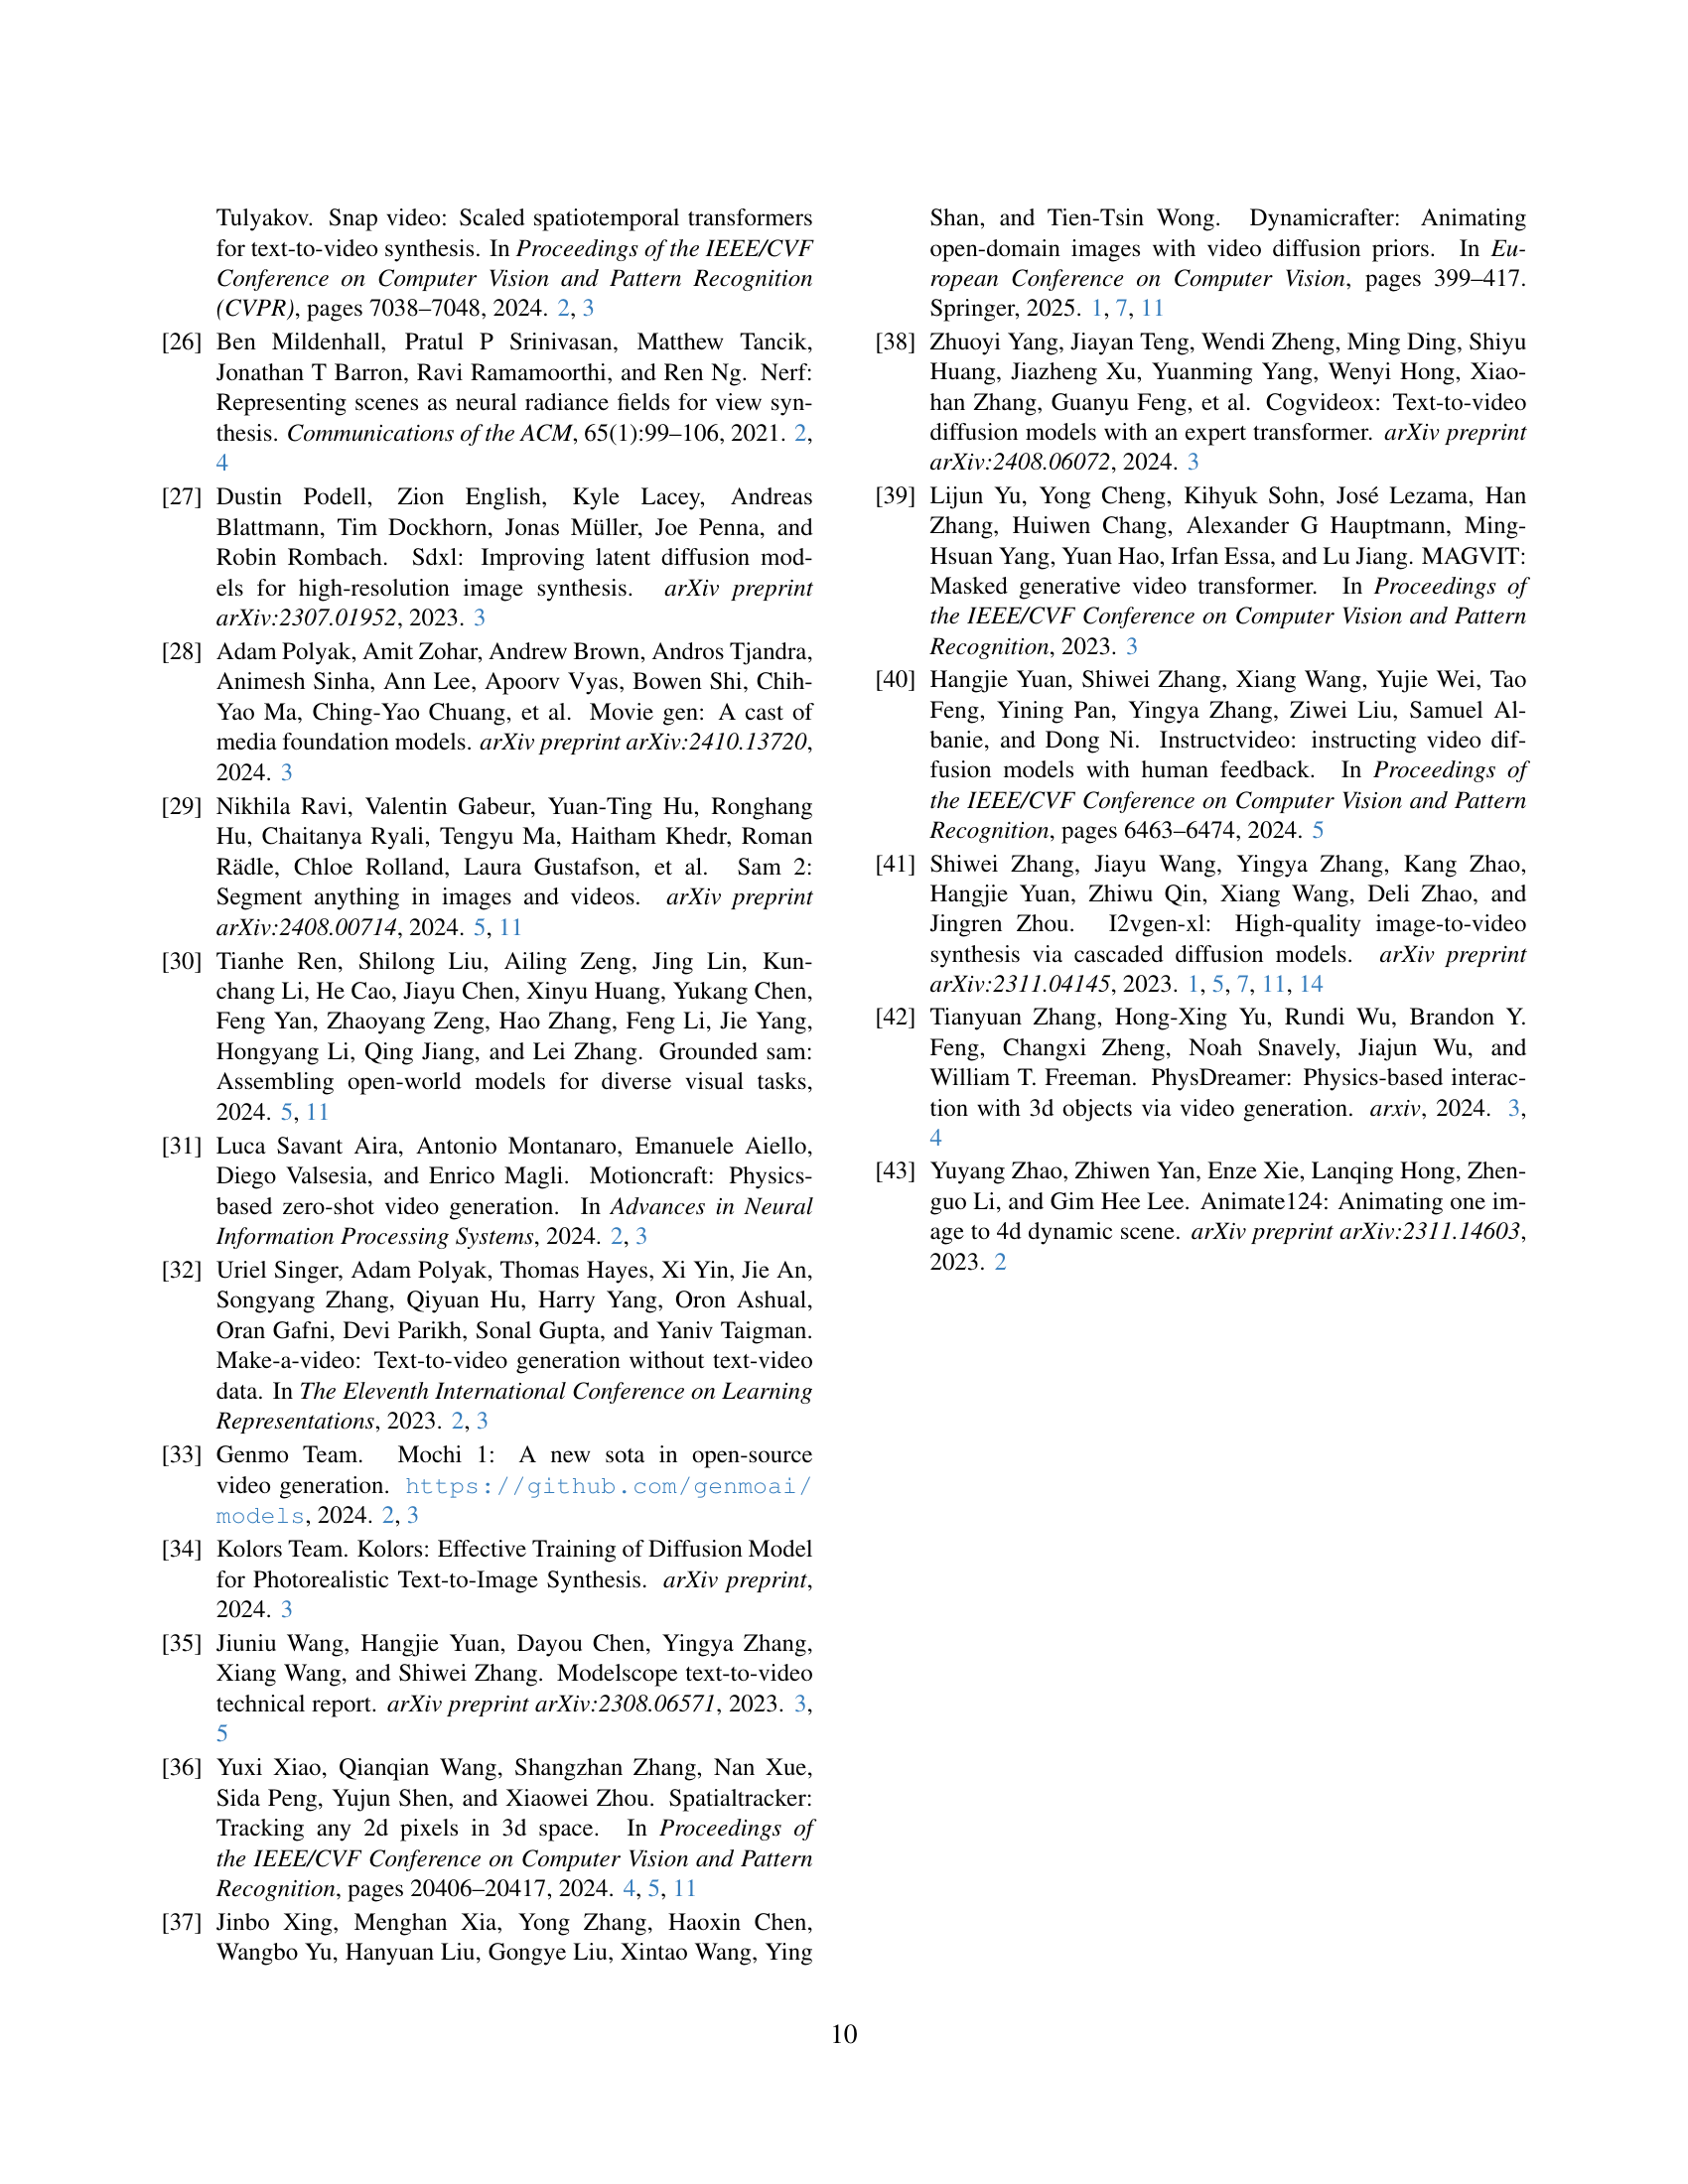 Tulyakov. Snap video: Scaled spatiotemporal transformers
for text-to-video synthesis. In Proceedings of the IEEE/CVF
Conference on Computer Vision and Pattern Recognition
(CVPR), pages 7038–7048, 2024. 2, 3
[26] Ben Mildenhall, Pratul P Srinivasan, Matthew Tancik,
Jonathan T Barron, Ravi Ramamoorthi, and Ren Ng. Nerf:
Representing scenes as neural radiance fields for view syn-
thesis. Communications of the ACM, 65(1):99–106, 2021. 2,
4
[27] Dustin Podell, Zion English, Kyle Lacey, Andreas
Blattmann, Tim Dockhorn, Jonas Müller, Joe Penna, and
Robin Rombach. Sdxl: Improving latent diffusion mod-
els for high-resolution image synthesis. arXiv preprint
arXiv:2307.01952, 2023. 3
[28] Adam Polyak, Amit Zohar, Andrew Brown, Andros Tjandra,
Animesh Sinha, Ann Lee, Apoorv Vyas, Bowen Shi, Chih-
Yao Ma, Ching-Yao Chuang, et al. Movie gen: A cast of
media foundation models. arXiv preprint arXiv:2410.13720,
2024. 3
[29] Nikhila Ravi, Valentin Gabeur, Yuan-Ting Hu, Ronghang
Hu, Chaitanya Ryali, Tengyu Ma, Haitham Khedr, Roman
Rädle, Chloe Rolland, Laura Gustafson, et al. Sam 2:
Segment anything in images and videos. arXiv preprint
arXiv:2408.00714, 2024. 5, 11
[30] Tianhe Ren, Shilong Liu, Ailing Zeng, Jing Lin, Kun-
chang Li, He Cao, Jiayu Chen, Xinyu Huang, Yukang Chen,
Feng Yan, Zhaoyang Zeng, Hao Zhang, Feng Li, Jie Yang,
Hongyang Li, Qing Jiang, and Lei Zhang. Grounded sam:
Assembling open-world models for diverse visual tasks,
2024. 5, 11
[31] Luca Savant Aira, Antonio Montanaro, Emanuele Aiello,
Diego Valsesia, and Enrico Magli. Motioncraft: Physics-
based zero-shot video generation. In Advances in Neural
Information Processing Systems, 2024. 2, 3
[32] Uriel Singer, Adam Polyak, Thomas Hayes, Xi Yin, Jie An,
Songyang Zhang, Qiyuan Hu, Harry Yang, Oron Ashual,
Oran Gafni, Devi Parikh, Sonal Gupta, and Yaniv Taigman.
Make-a-video: Text-to-video generation without text-video
data. In The Eleventh International Conference on Learning
Representations, 2023. 2, 3
[33] Genmo Team. Mochi 1: A new sota in open-source
video generation. https://github.com/genmoai/
models, 2024. 2, 3
[34] Kolors Team. Kolors: Effective Training of Diffusion Model
for Photorealistic Text-to-Image Synthesis. arXiv preprint,
2024. 3
[35] Jiuniu Wang, Hangjie Yuan, Dayou Chen, Yingya Zhang,
Xiang Wang, and Shiwei Zhang. Modelscope text-to-video
technical report. arXiv preprint arXiv:2308.06571, 2023. 3,
5
[36] Yuxi Xiao, Qianqian Wang, Shangzhan Zhang, Nan Xue,
Sida Peng, Yujun Shen, and Xiaowei Zhou. Spatialtracker:
Tracking any 2d pixels in 3d space. In Proceedings of
the IEEE/CVF Conference on Computer Vision and Pattern
Recognition, pages 20406–20417, 2024. 4, 5, 11
[37] Jinbo Xing, Menghan Xia, Yong Zhang, Haoxin Chen,
Wangbo Yu, Hanyuan Liu, Gongye Liu, Xintao Wang, Ying
Shan, and Tien-Tsin Wong. Dynamicrafter: Animating
open-domain images with video diffusion priors. In Eu-
ropean Conference on Computer Vision, pages 399–417.
Springer, 2025. 1, 7, 11
[38] Zhuoyi Yang, Jiayan Teng, Wendi Zheng, Ming Ding, Shiyu
Huang, Jiazheng Xu, Yuanming Yang, Wenyi Hong, Xiao-
han Zhang, Guanyu Feng, et al. Cogvideox: Text-to-video
diffusion models with an expert transformer. arXiv preprint
arXiv:2408.06072, 2024. 3
[39] Lijun Yu, Yong Cheng, Kihyuk Sohn, José Lezama, Han
Zhang, Huiwen Chang, Alexander G Hauptmann, Ming-
Hsuan Yang, Yuan Hao, Irfan Essa, and Lu Jiang. MAGVIT:
Masked generative video transformer. In Proceedings of
the IEEE/CVF Conference on Computer Vision and Pattern
Recognition, 2023. 3
[40] Hangjie Yuan, Shiwei Zhang, Xiang Wang, Yujie Wei, Tao
Feng, Yining Pan, Yingya Zhang, Ziwei Liu, Samuel Al-
banie, and Dong Ni. Instructvideo: instructing video dif-
fusion models with human feedback. In Proceedings of
the IEEE/CVF Conference on Computer Vision and Pattern
Recognition, pages 6463–6474, 2024. 5
[41] Shiwei Zhang, Jiayu Wang, Yingya Zhang, Kang Zhao,
Hangjie Yuan, Zhiwu Qin, Xiang Wang, Deli Zhao, and
Jingren Zhou. I2vgen-xl: High-quality image-to-video
synthesis via cascaded diffusion models. arXiv preprint
arXiv:2311.04145, 2023. 1, 5, 7, 11, 14
[42] Tianyuan Zhang, Hong-Xing Yu, Rundi Wu, Brandon Y.
Feng, Changxi Zheng, Noah Snavely, Jiajun Wu, and
William T. Freeman. PhysDreamer: Physics-based interac-
tion with 3d objects via video generation. arxiv, 2024. 3,
4
[43] Yuyang Zhao, Zhiwen Yan, Enze Xie, Lanqing Hong, Zhen-
guo Li, and Gim Hee Lee. Animate124: Animating one im-
age to 4d dynamic scene. arXiv preprint arXiv:2311.14603,
2023. 2
10